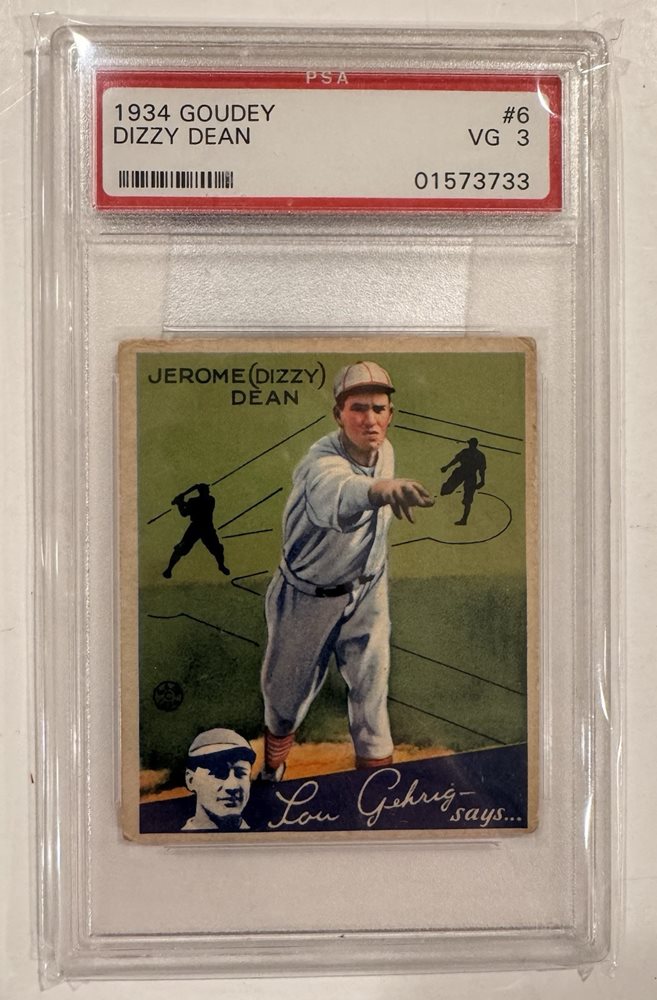 PSA
1934 GOUDEY #6
DIZZY DEAN VG 3
01573733
JEROME (DIZZY)
DEAN
Lou Gehrig—
says...